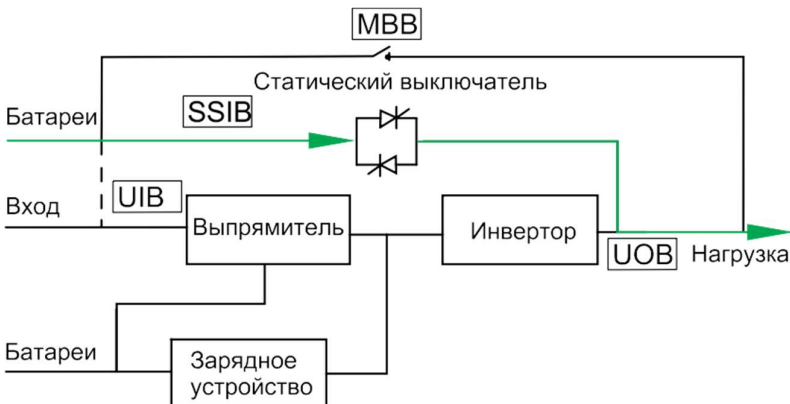 MBB
Статический выключатель
Батареи
SSIB
Вход
UIB
Выпрямитель
Инвертор
UOB
Нагрузка
Батареи
Зарядное
устройство